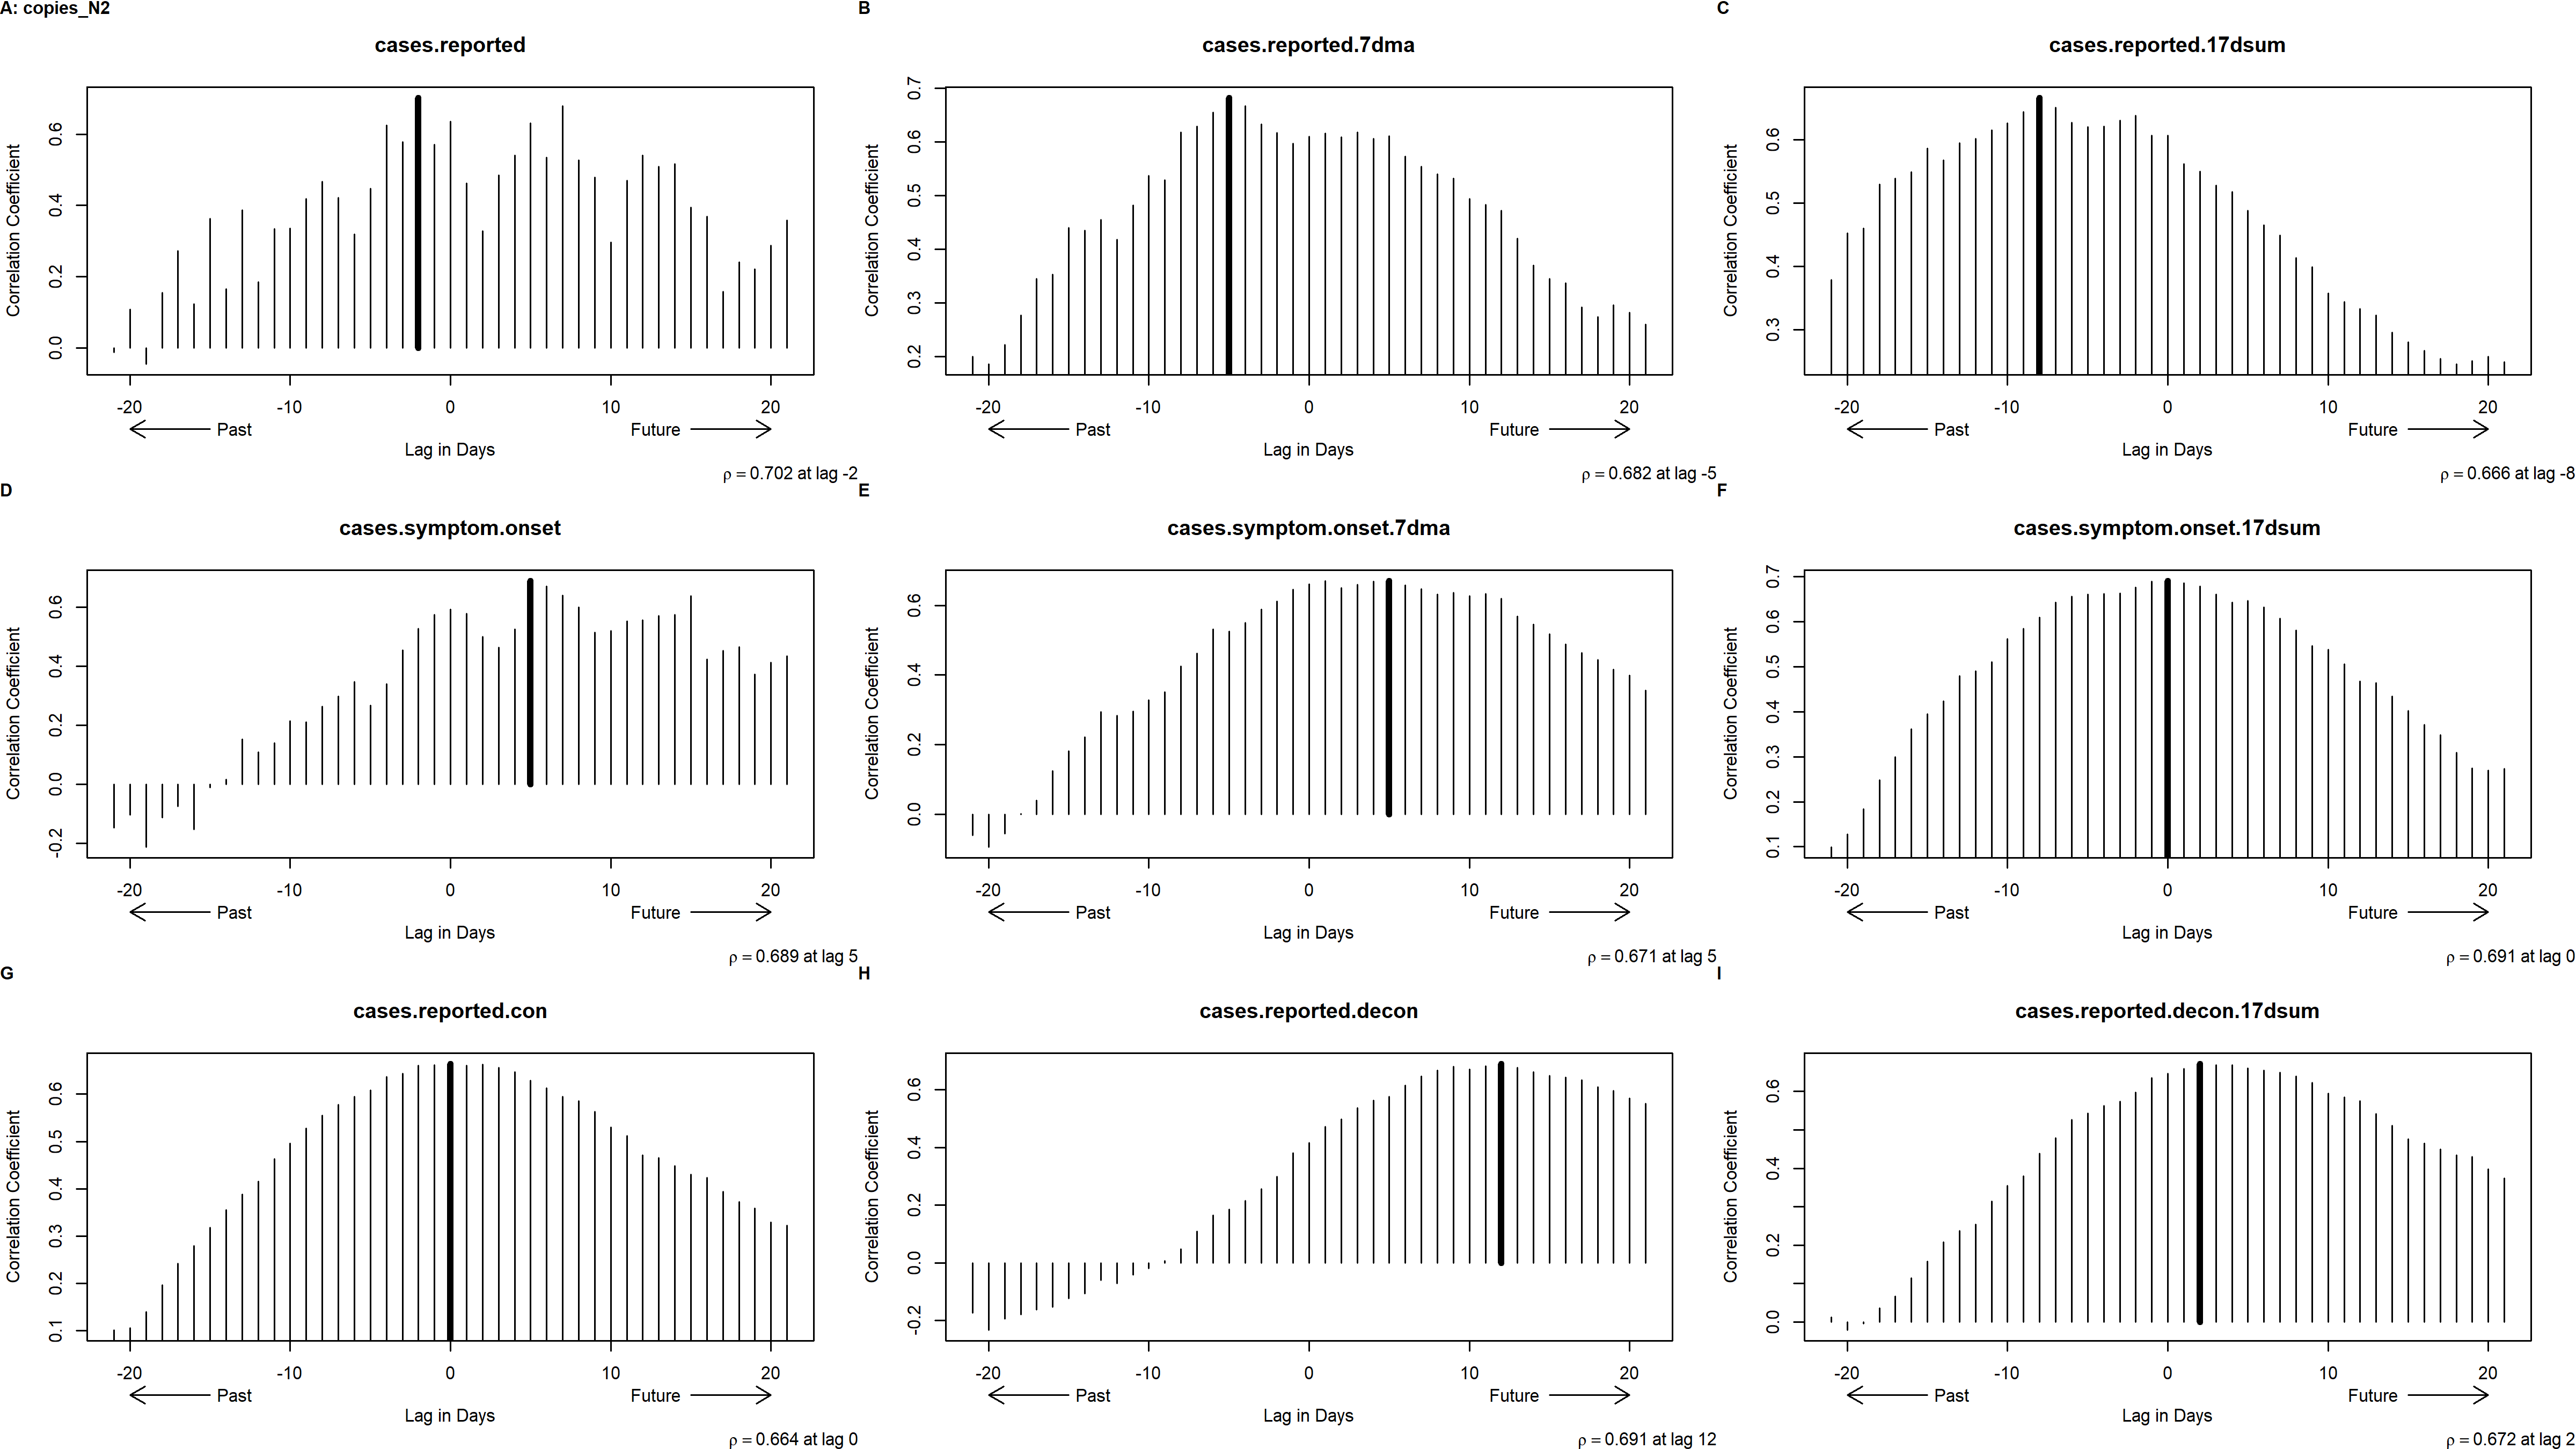 A: copies_N2
cases.reported
Correlation Coefficient
0.0 0.2 0.4 0.6
-20 -10 0 10 20
Past Future
Lag in Days
ρ = 0.702 at lag -2
B
cases.reported.7dma
Correlation Coefficient
0.2 0.3 0.4 0.5 0.6 0.7
-20 -10 0 10 20
Past Future
Lag in Days
ρ = 0.682 at lag -5
C
cases.reported.17dsum
Correlation Coefficient
0.3 0.4 0.5 0.6
-20 -10 0 10 20
Past Future
Lag in Days
ρ = 0.666 at lag -8
D
cases.symptom.onset
Correlation Coefficient
-0.2 0.0 0.2 0.4 0.6
-20 -10 0 10 20
Past Future
Lag in Days
ρ = 0.689 at lag 5
E
cases.symptom.onset.7dma
Correlation Coefficient
0.0 0.2 0.4 0.6
-20 -10 0 10 20
Past Future
Lag in Days
ρ = 0.671 at lag 5
F
cases.symptom.onset.17dsum
Correlation Coefficient
0.1 0.2 0.3 0.4 0.5 0.6 0.7
-20 -10 0 10 20
Past Future
Lag in Days
ρ = 0.691 at lag 0
G
cases.reported.con
Correlation Coefficient
0.1 0.2 0.3 0.4 0.5 0.6
-20 -10 0 10 20
Past Future
Lag in Days
ρ = 0.664 at lag 0
H
cases.reported.decon
Correlation Coefficient
-0.2 0.0 0.2 0.4 0.6
-20 -10 0 10 20
Past Future
Lag in Days
ρ = 0.691 at lag 12
I
cases.reported.decon.17dsum
Correlation Coefficient
0.0 0.2 0.4 0.6
-20 -10 0 10 20
Past Future
Lag in Days
ρ = 0.672 at lag 2